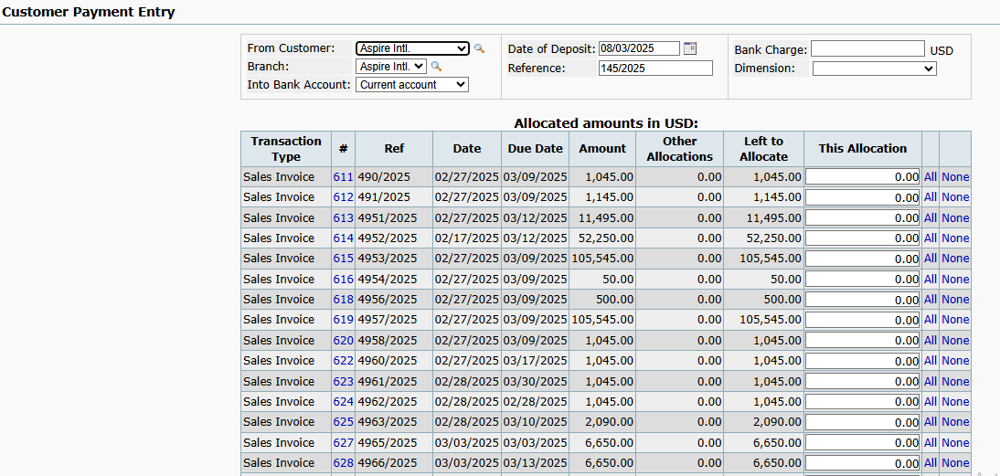 Customer Payment Entry
From Customer: Aspire Intl. Date of Deposit: 08/03/2025 Bank Charge: USD
Branch: Aspire Intl. Reference: 145/2025 Dimension:
Into Bank Account: Current account
Allocated amounts in USD:
Transaction Type # Ref Date Due Date Amount Other Allocations Left to Allocate This Allocation
Sales Invoice 611 490/2025 02/27/2025 03/09/2025 1,045.00 0.00 1,045.00 0.00 All None
Sales Invoice 612 491/2025 02/27/2025 03/09/2025 1,145.00 0.00 1,145.00 0.00 All None
Sales Invoice 613 4951/2025 02/27/2025 03/12/2025 11,495.00 0.00 11,495.00 0.00 All None
Sales Invoice 614 4952/2025 02/17/2025 03/12/2025 52,250.00 0.00 52,250.00 0.00 All None
Sales Invoice 615 4953/2025 02/27/2025 03/09/2025 105,545.00 0.00 105,545.00 0.00 All None
Sales Invoice 616 4954/2025 02/27/2025 03/09/2025 50.00 0.00 50.00 0.00 All None
Sales Invoice 618 4956/2025 02/27/2025 03/09/2025 500.00 0.00 500.00 0.00 All None
Sales Invoice 619 4957/2025 02/27/2025 03/09/2025 105,545.00 0.00 105,545.00 0.00 All None
Sales Invoice 620 4958/2025 02/27/2025 03/09/2025 1,045.00 0.00 1,045.00 0.00 All None
Sales Invoice 622 4960/2025 02/27/2025 03/17/2025 1,045.00 0.00 1,045.00 0.00 All None
Sales Invoice 623 4961/2025 02/28/2025 03/30/2025 1,045.00 0.00 1,045.00 0.00 All None
Sales Invoice 624 4962/2025 02/28/2025 02/28/2025 1,045.00 0.00 1,045.00 0.00 All None
Sales Invoice 625 4963/2025 02/28/2025 03/10/2025 2,090.00 0.00 2,090.00 0.00 All None
Sales Invoice 627 4965/2025 03/03/2025 03/03/2025 6,650.00 0.00 6,650.00 0.00 All None
Sales Invoice 628 4966/2025 03/03/2025 03/13/2025 6,650.00 0.00 6,650.00 0.00 All None